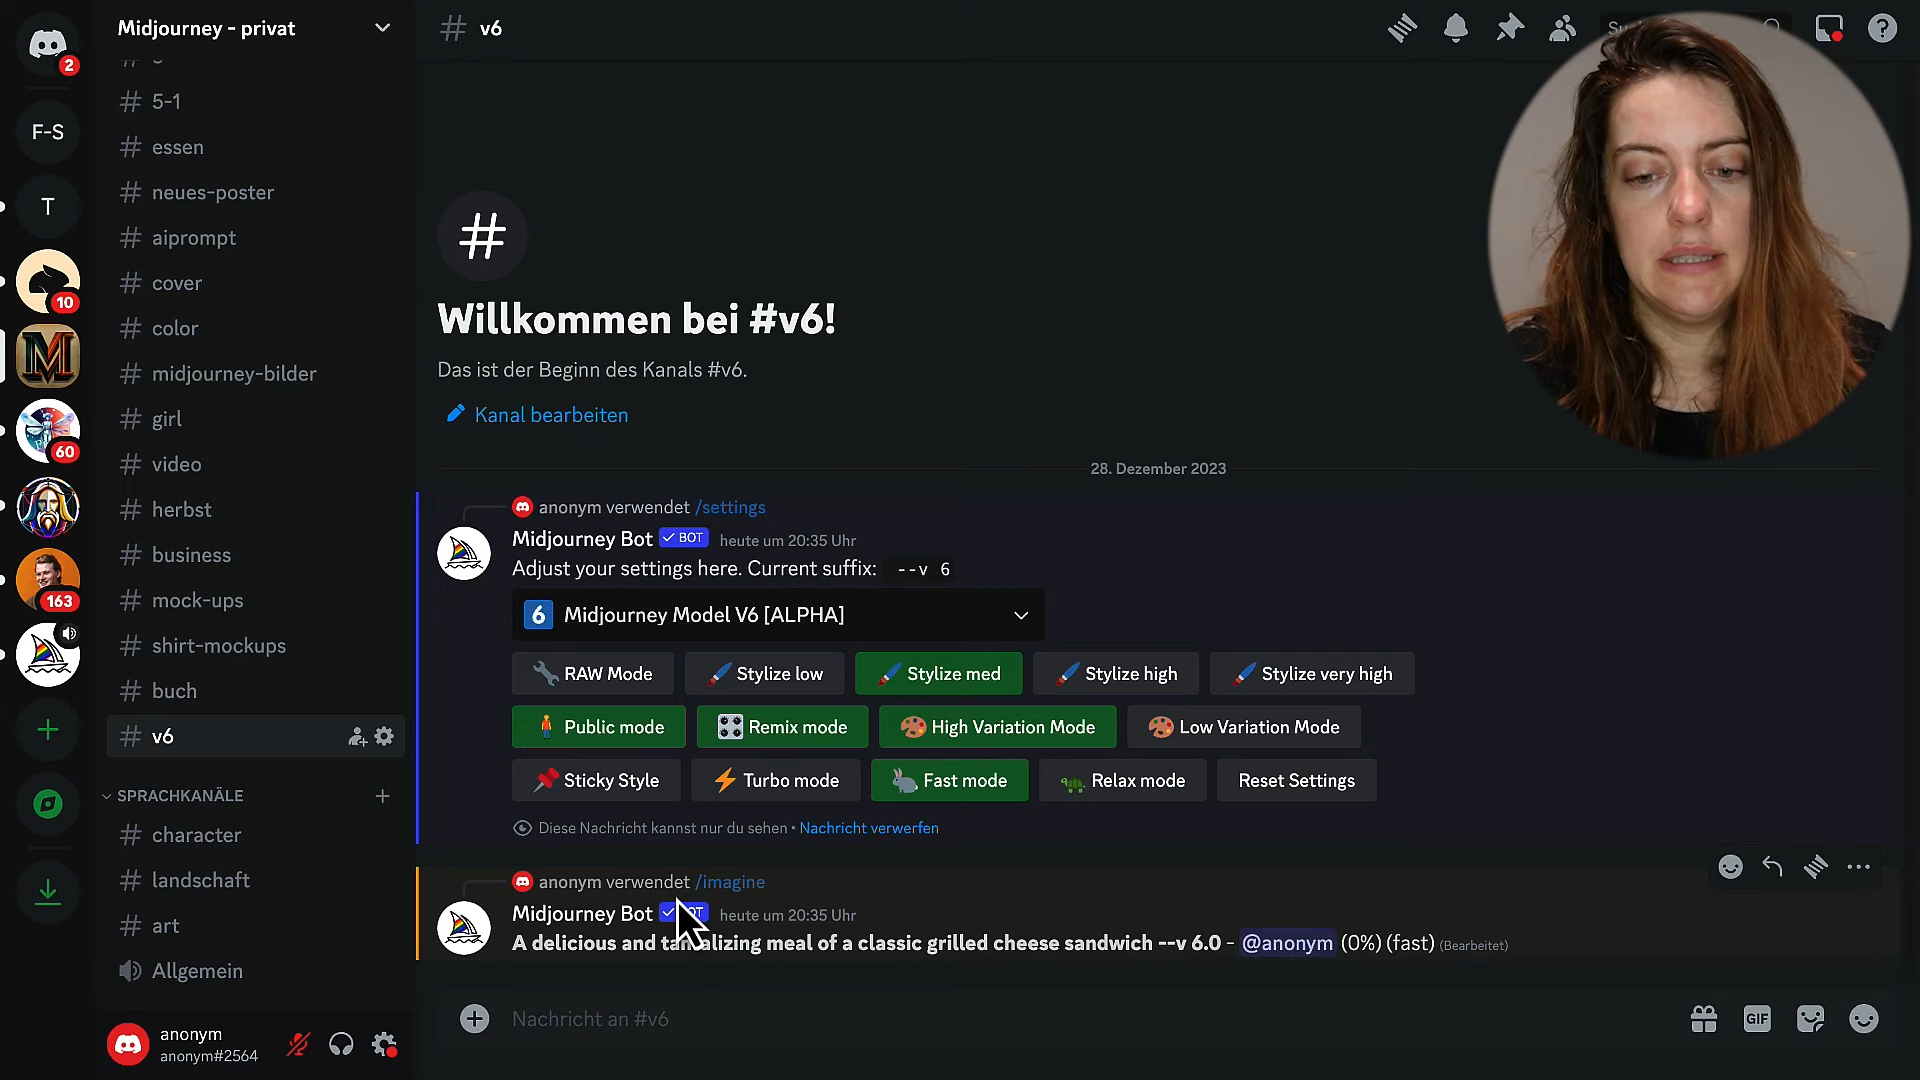 Midjourney - privat
# v6
2
5-1
F-S
essen
neues-poster
T
aiprompt
cover
10
color
M
midjourney-bilder
girl
60
video
herbst
business
163
mock-ups
shirt-mockups
buch
v6
SPRACHKANÄLE
character
landschaft
art
Allgemein
anonym
anonym#2564
Willkommen bei #v6!
Das ist der Beginn des Kanals #v6.
Kanal bearbeiten
28. Dezember 2023
anonym verwendet /settings
Midjourney Bot BOT heute um 20:35 Uhr
Adjust your settings here. Current suffix: --v 6
6 Midjourney Model V6 [ALPHA]
RAW Mode Stylize low Stylize med Stylize high Stylize very high
Public mode Remix mode High Variation Mode Low Variation Mode
Sticky Style Turbo mode Fast mode Relax mode Reset Settings
Diese Nachricht kannst nur du sehen • Nachricht verwerfen
anonym verwendet /imagine
Midjourney Bot BOT heute um 20:35 Uhr
A delicious and tantalizing meal of a classic grilled cheese sandwich --v 6.0 - @anonym (0%) (fast) (Bearbeitet)
Nachricht an #v6
GIF